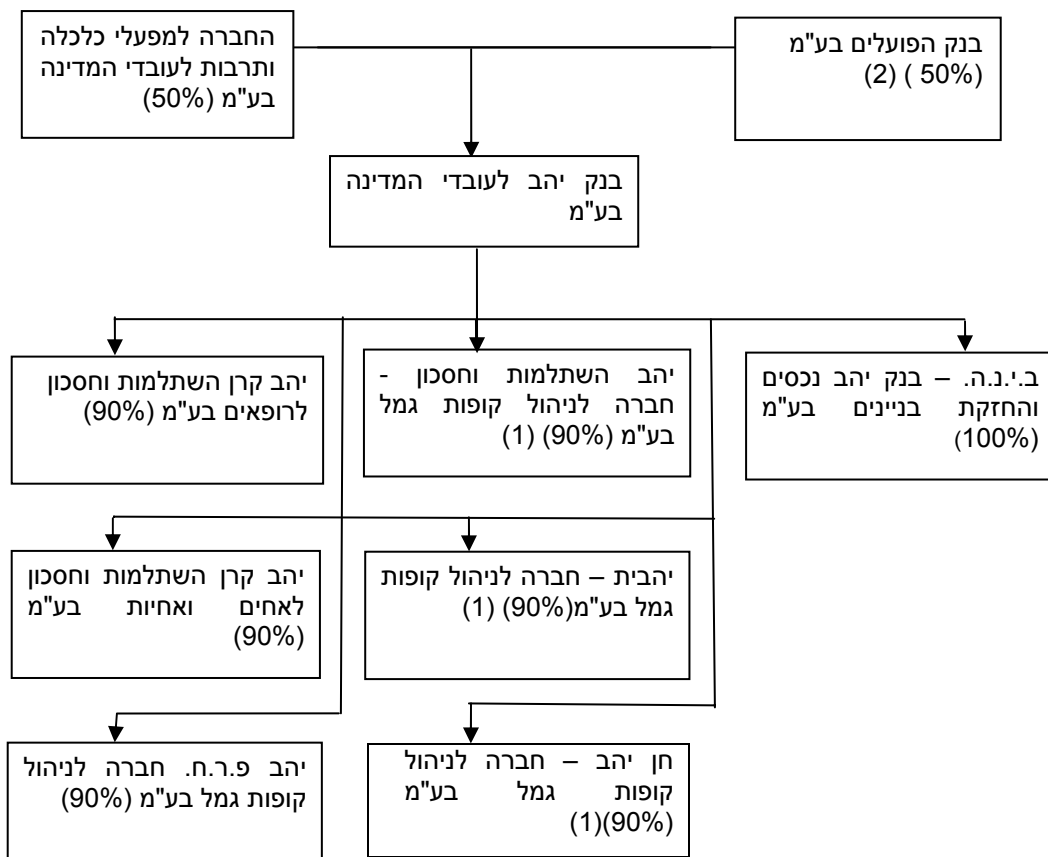 בנק הפועלים בע"מ
(50% ) (2)
החברה למפעלי כלכלה
ותרבות לעובדי המדינה
בע"מ (50%)
בנק יהב לעובדי המדינה
בע"מ
ב.י.נ.ה. – בנק יהב נכסים
והחזקת בניינים בע"מ
(100%)
יהב השתלמות וחסכון -
חברה לניהול קופות גמל
בע"מ (90%) (1)
יהב קרן השתלמות וחסכון
לרופאים בע"מ (90%)
יהבית – חברה לניהול קופות
גמל בע"מ(90%) (1)
יהב קרן השתלמות וחסכון
לאחים ואחיות בע"מ
(90%)
חן יהב – חברה לניהול
קופות גמל בע"מ
(90%)(1)
יהב פ.ר.ח. חברה לניהול
קופות גמל בע"מ (90%)